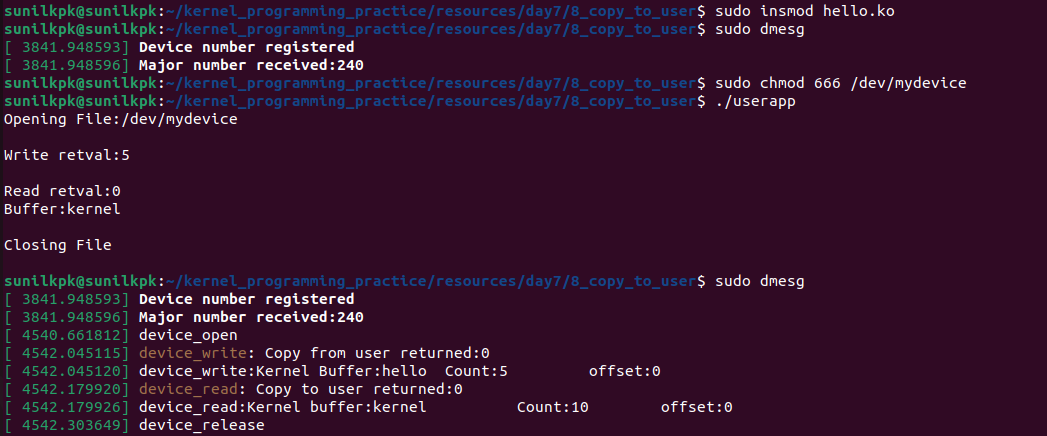 sunilkpk@sunilkpk:~/kernel_programming_practice/resources/day7/8_copy_to_user$ sudo insmod hello.ko
sunilkpk@sunilkpk:~/kernel_programming_practice/resources/day7/8_copy_to_user$ sudo dmesg
[ 3841.948593] Device number registered
[ 3841.948596] Major number received:240
sunilkpk@sunilkpk:~/kernel_programming_practice/resources/day7/8_copy_to_user$ sudo chmod 666 /dev/mydevice
sunilkpk@sunilkpk:~/kernel_programming_practice/resources/day7/8_copy_to_user$ ./userapp
Opening File:/dev/mydevice
Write retval:5
Read retval:0
Buffer:kernel
Closing File
sunilkpk@sunilkpk:~/kernel_programming_practice/resources/day7/8_copy_to_user$ sudo dmesg
[ 3841.948593] Device number registered
[ 3841.948596] Major number received:240
[ 4540.661812] device_open
[ 4542.045115] device_write: Copy from user returned:0
[ 4542.045120] device_write:Kernel Buffer:hello  Count:5         offset:0
[ 4542.179920] device_read: Copy to user returned:0
[ 4542.179926] device_read:Kernel buffer:kernel          Count:10        offset:0
[ 4542.303649] device_release